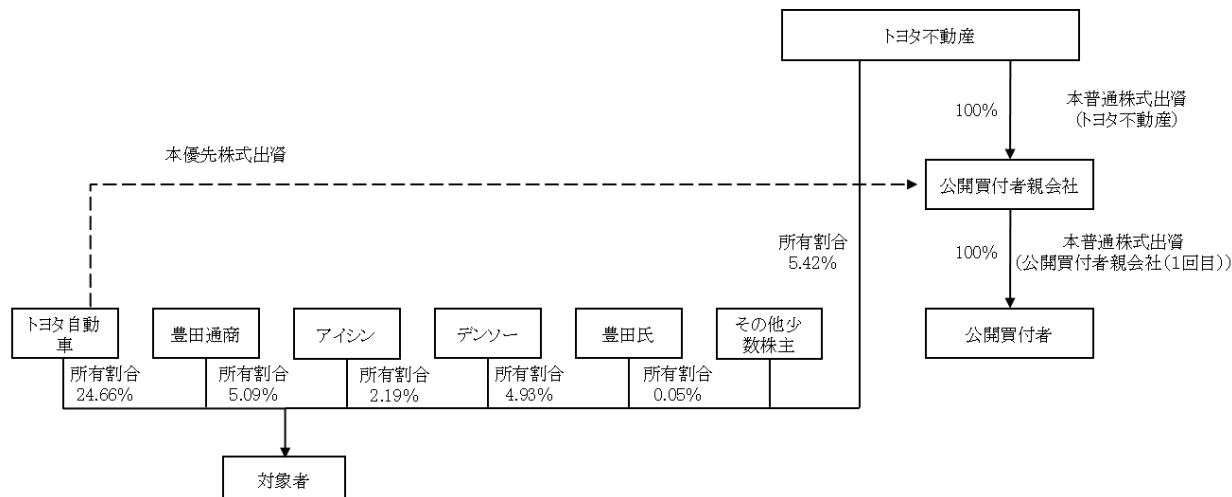 トヨタ不動産
100%
本普通株式出資
(トヨタ不動産)
本優先株式出資
公開買付者親会社
所有割合
5.42%
100%
本普通株式出資
(公開買付者親会社(1回目))
トヨタ自動
車
豊田通商
アイシン
デンソー
豊田氏
その他少
数株主
公開買付者
所有割合
24.66%
所有割合
5.09%
所有割合
2.19%
所有割合
4.93%
所有割合
0.05%
対象者